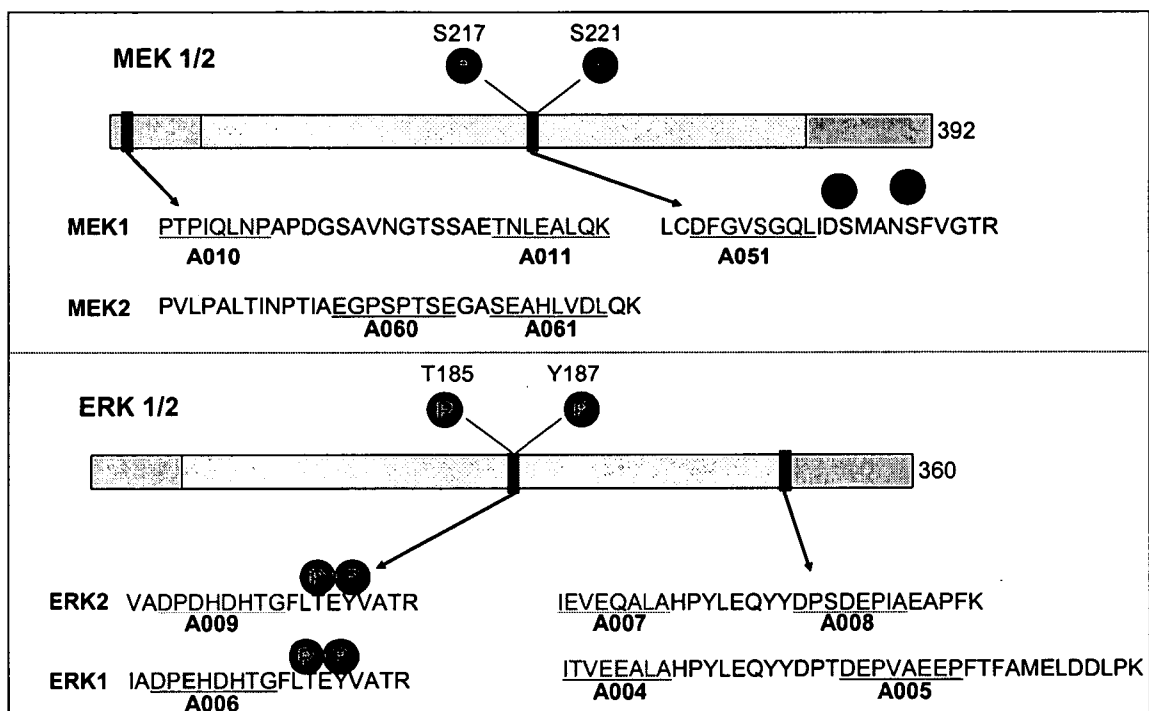 S217 S221
MEK 1/2
392
MEK1 PTPIQLNPAPDGSAVNGTSSAETNLEALQK LCDFGVSGQLIDSMANSFVGTR
A010 A011 A051
MEK2 PVLPALTINPTIAEGPSPTSEGASEAHLVDLQK
A060 A061
T185 Y187
ERK 1/2
P P
360
P P
ERK2 VADPDHDHTGFLTEYVATR IEVEQALAHPYLEQYYDPSDEPIAEAPFK
A009 A007 A008
P P
ERK1 IADPEHDHTGFLTEYVATR ITVEEALAHPYLEQYYDPTDEPVAEEPFTFAMELDDLPK
A006 A004 A005